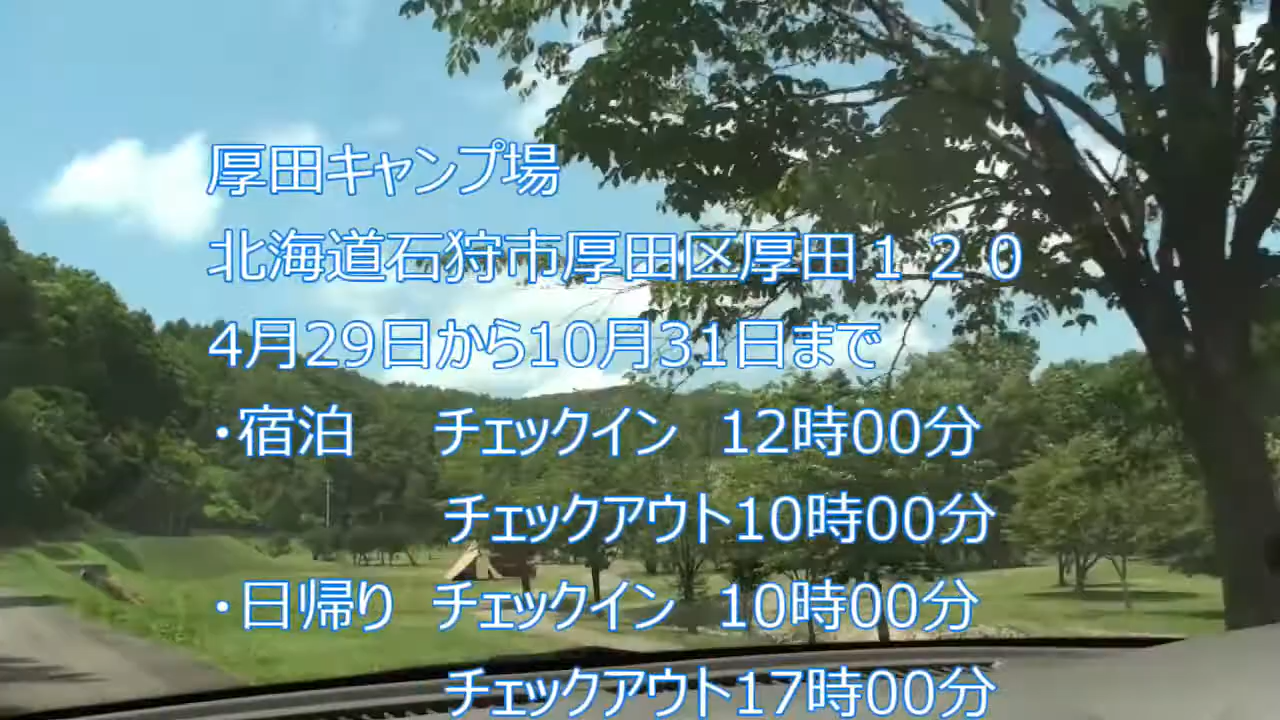 厚田キャンプ場
北海道石狩市厚田区厚田１２０
4月29日から10月31日まで
・宿泊　チェックイン　12時00分
チェックアウト10時00分
・日帰り　チェックイン　10時00分
チェックアウト17時00分